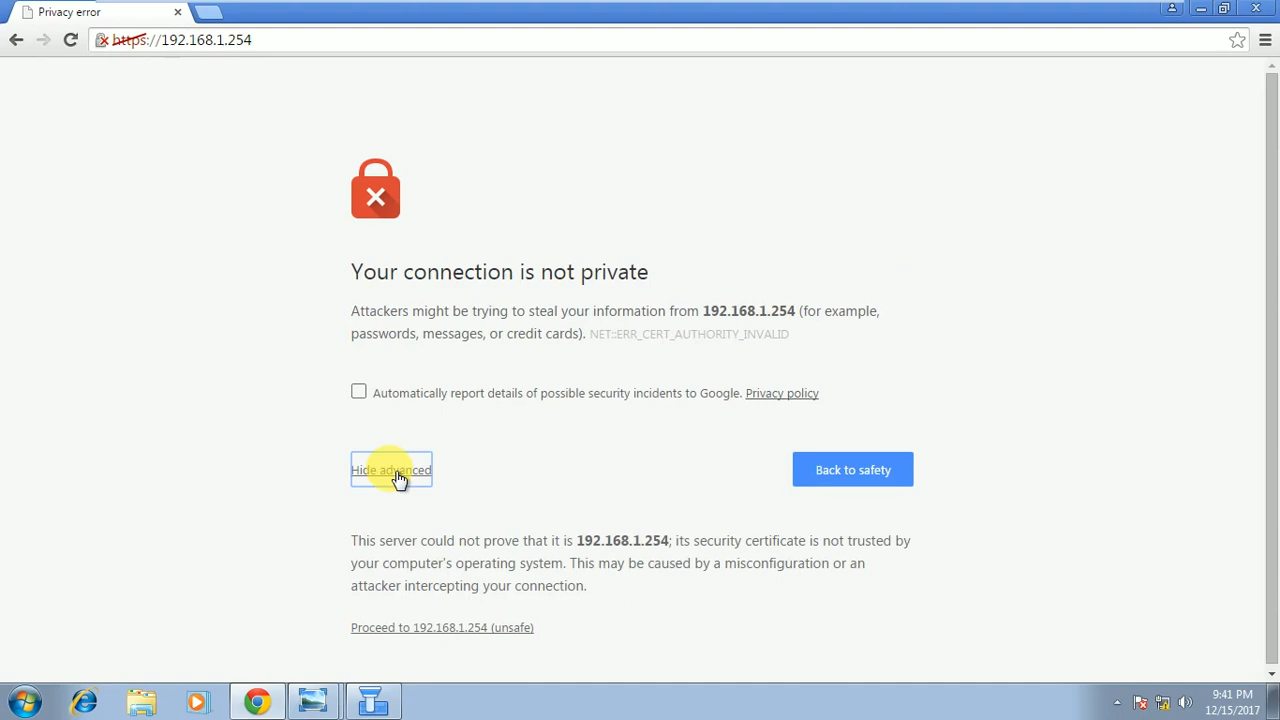 Privacy error
https://192.168.1.254
Your connection is not private
Attackers might be trying to steal your information from 192.168.1.254 (for example,
passwords, messages, or credit cards). NET::ERR_CERT_AUTHORITY_INVALID
Automatically report details of possible security incidents to Google. Privacy policy
Hide advanced
Back to safety
This server could not prove that it is 192.168.1.254; its security certificate is not trusted by
your computer's operating system. This may be caused by a misconfiguration or an
attacker intercepting your connection.
Proceed to 192.168.1.254 (unsafe)
9:41 PM
12/15/2017